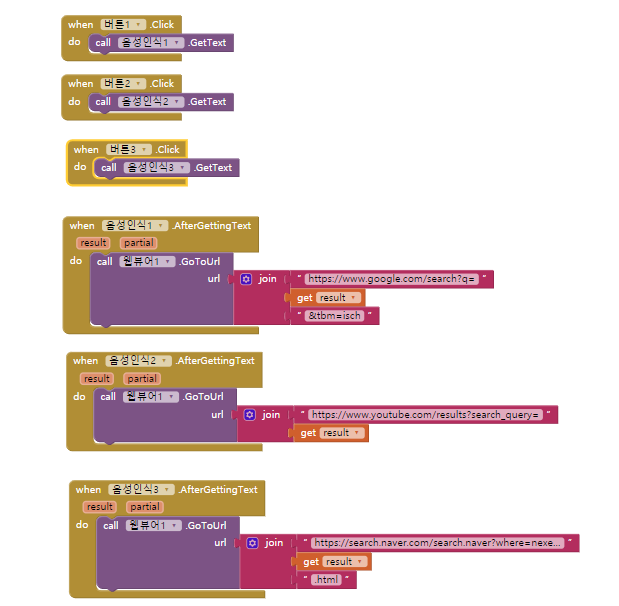 when 버튼1 .Click
do call 음성인식1 .GetText
when 버튼2 .Click
do call 음성인식2 .GetText
when 버튼3 .Click
do call 음성인식3 .GetText
when 음성인식1 .AfterGettingText
result partial
do call 웹뷰어1 .GoToUrl
url join " https://www.google.com/search?q= "
get result
" &tbm=isch "
when 음성인식2 .AfterGettingText
result partial
do call 웹뷰어1 .GoToUrl
url join " https://www.youtube.com/results?search_query= "
get result
when 음성인식3 .AfterGettingText
result partial
do call 웹뷰어1 .GoToUrl
url join " https://search.naver.com/search.naver?where=nexe... "
get result
" .html "